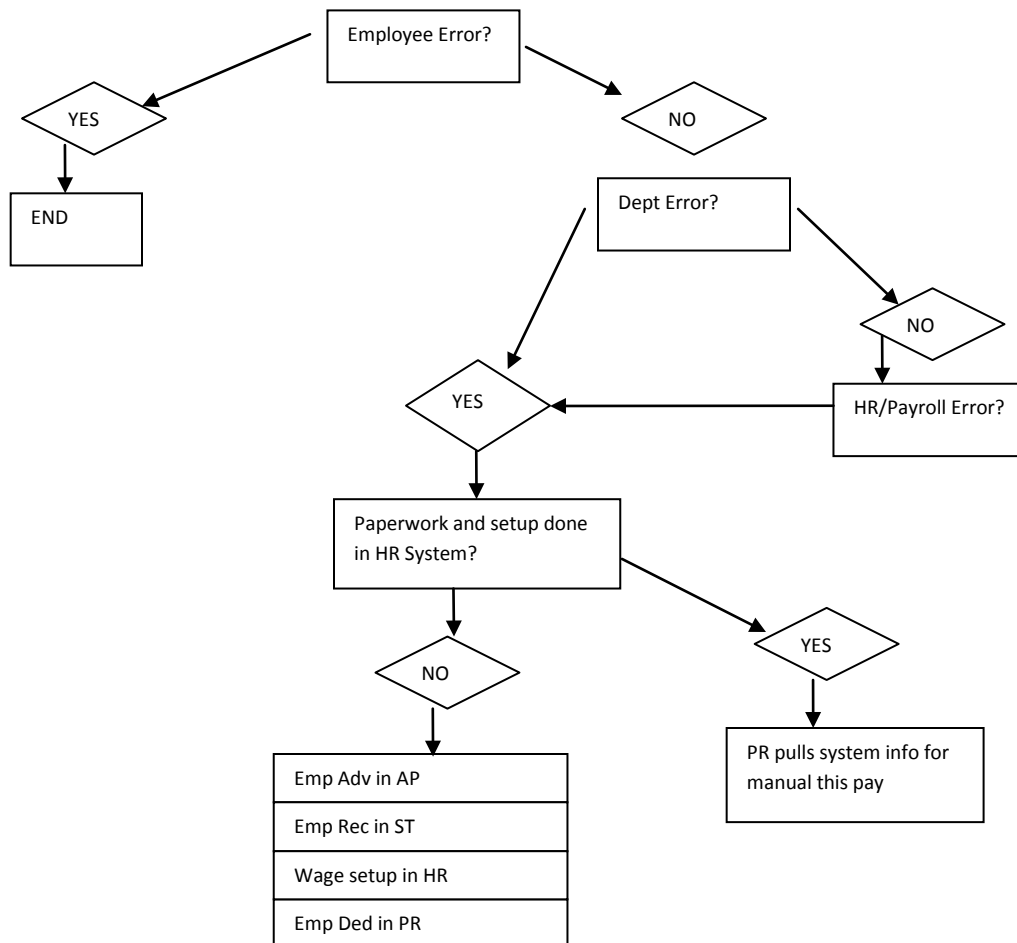 Employee Error?
YES
NO
END
Dept Error?
NO
YES
HR/Payroll Error?
Paperwork and setup done
in HR System?
NO
YES
PR pulls system info for
manual this pay
Emp Adv in AP
Emp Rec in ST
Wage setup in HR
Emp Ded in PR